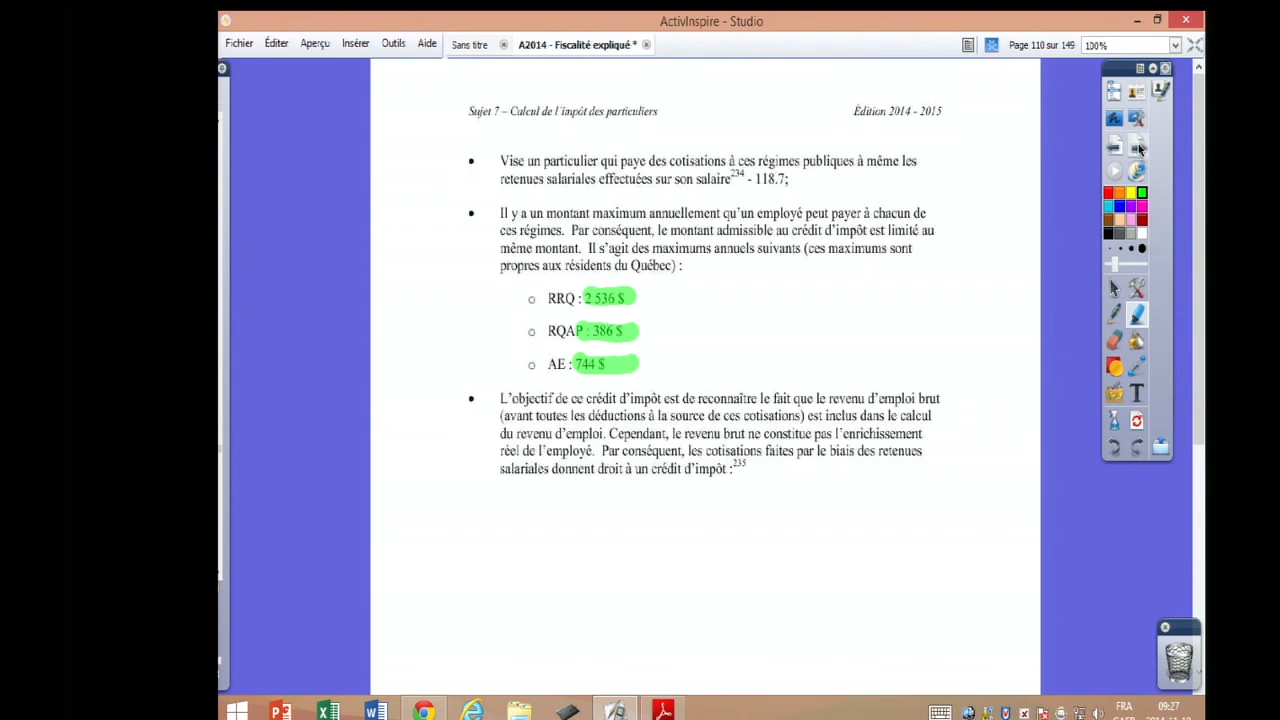 ActivInspire - Studio
Fichier Éditer Aperçu Insérer Outils Aide Sans titre A2014 - Fiscalité expliqué * Page 110 sur 149 100%
Sujet 7 – Calcul de l'impôt des particuliers Édition 2014 - 2015
• Vise un particulier qui paye des cotisations à ces régimes publiques à même les
retenues salariales effectuées sur son salaire234 - 118.7;
• Il y a un montant maximum annuellement qu'un employé peut payer à chacun de
ces régimes. Par conséquent, le montant admissible au crédit d'impôt est limité au
même montant. Il s'agit des maximums annuels suivants (ces maximums sont
propres aux résidents du Québec) :
o RRQ : 2 536 $
o RQAP : 386 $
o AE : 744 $
• L'objectif de ce crédit d'impôt est de reconnaître le fait que le revenu d'emploi brut
(avant toutes les déductions à la source de ces cotisations) est inclus dans le calcul
du revenu d'emploi. Cependant, le revenu brut ne constitue pas l'enrichissement
réel de l'employé. Par conséquent, les cotisations faites par le biais des retenues
salariales donnent droit à un crédit d'impôt :235
FRA 09:27